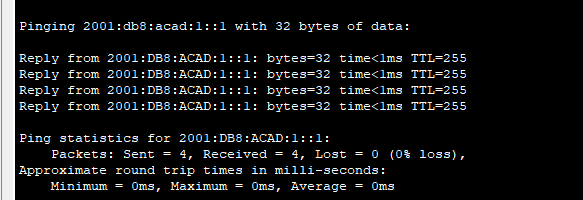 Pinging 2001:db8:acad:1::1 with 32 bytes of data:
Reply from 2001:DB8:ACAD:1::1: bytes=32 time<1ms TTL=255
Reply from 2001:DB8:ACAD:1::1: bytes=32 time<1ms TTL=255
Reply from 2001:DB8:ACAD:1::1: bytes=32 time<1ms TTL=255
Reply from 2001:DB8:ACAD:1::1: bytes=32 time<1ms TTL=255
Ping statistics for 2001:DB8:ACAD:1::1:
Packets: Sent = 4, Received = 4, Lost = 0 (0% loss),
Approximate round trip times in milli-seconds:
Minimum = 0ms, Maximum = 0ms, Average = 0ms